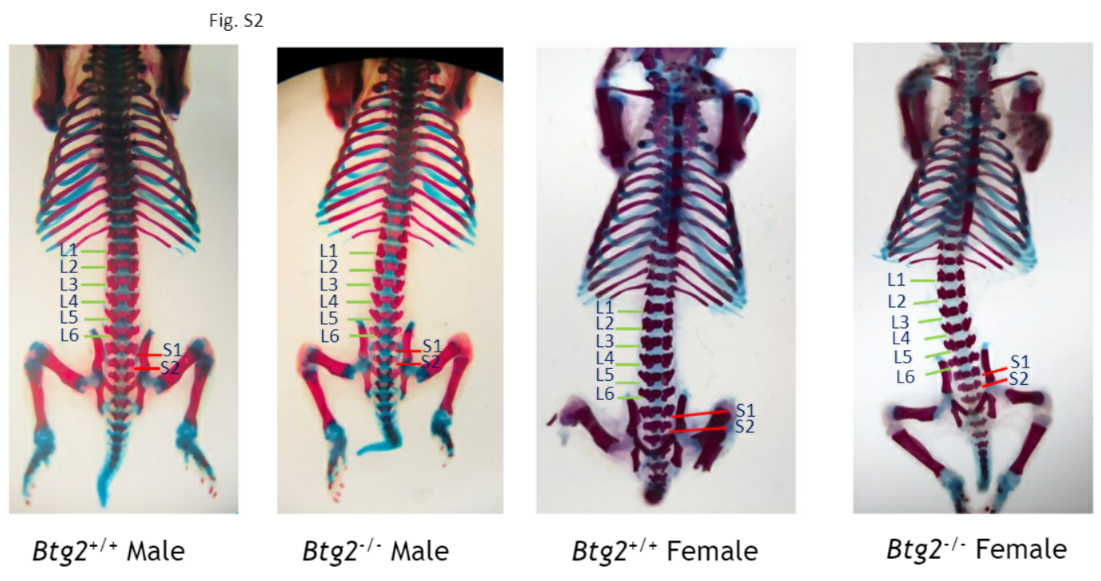 Fig. S2
L1
L2
L3
L4
L5
L6
S1
S2
L1
L2
L3
L4
L5
L6
S1
S2
L1
L2
L3
L4
L5
L6
S1
S2
L1
L2
L3
L4
L5
L6
S1
S2
Btg2+/+ Male
Btg2-/- Male
Btg2+/+ Female
Btg2-/- Female